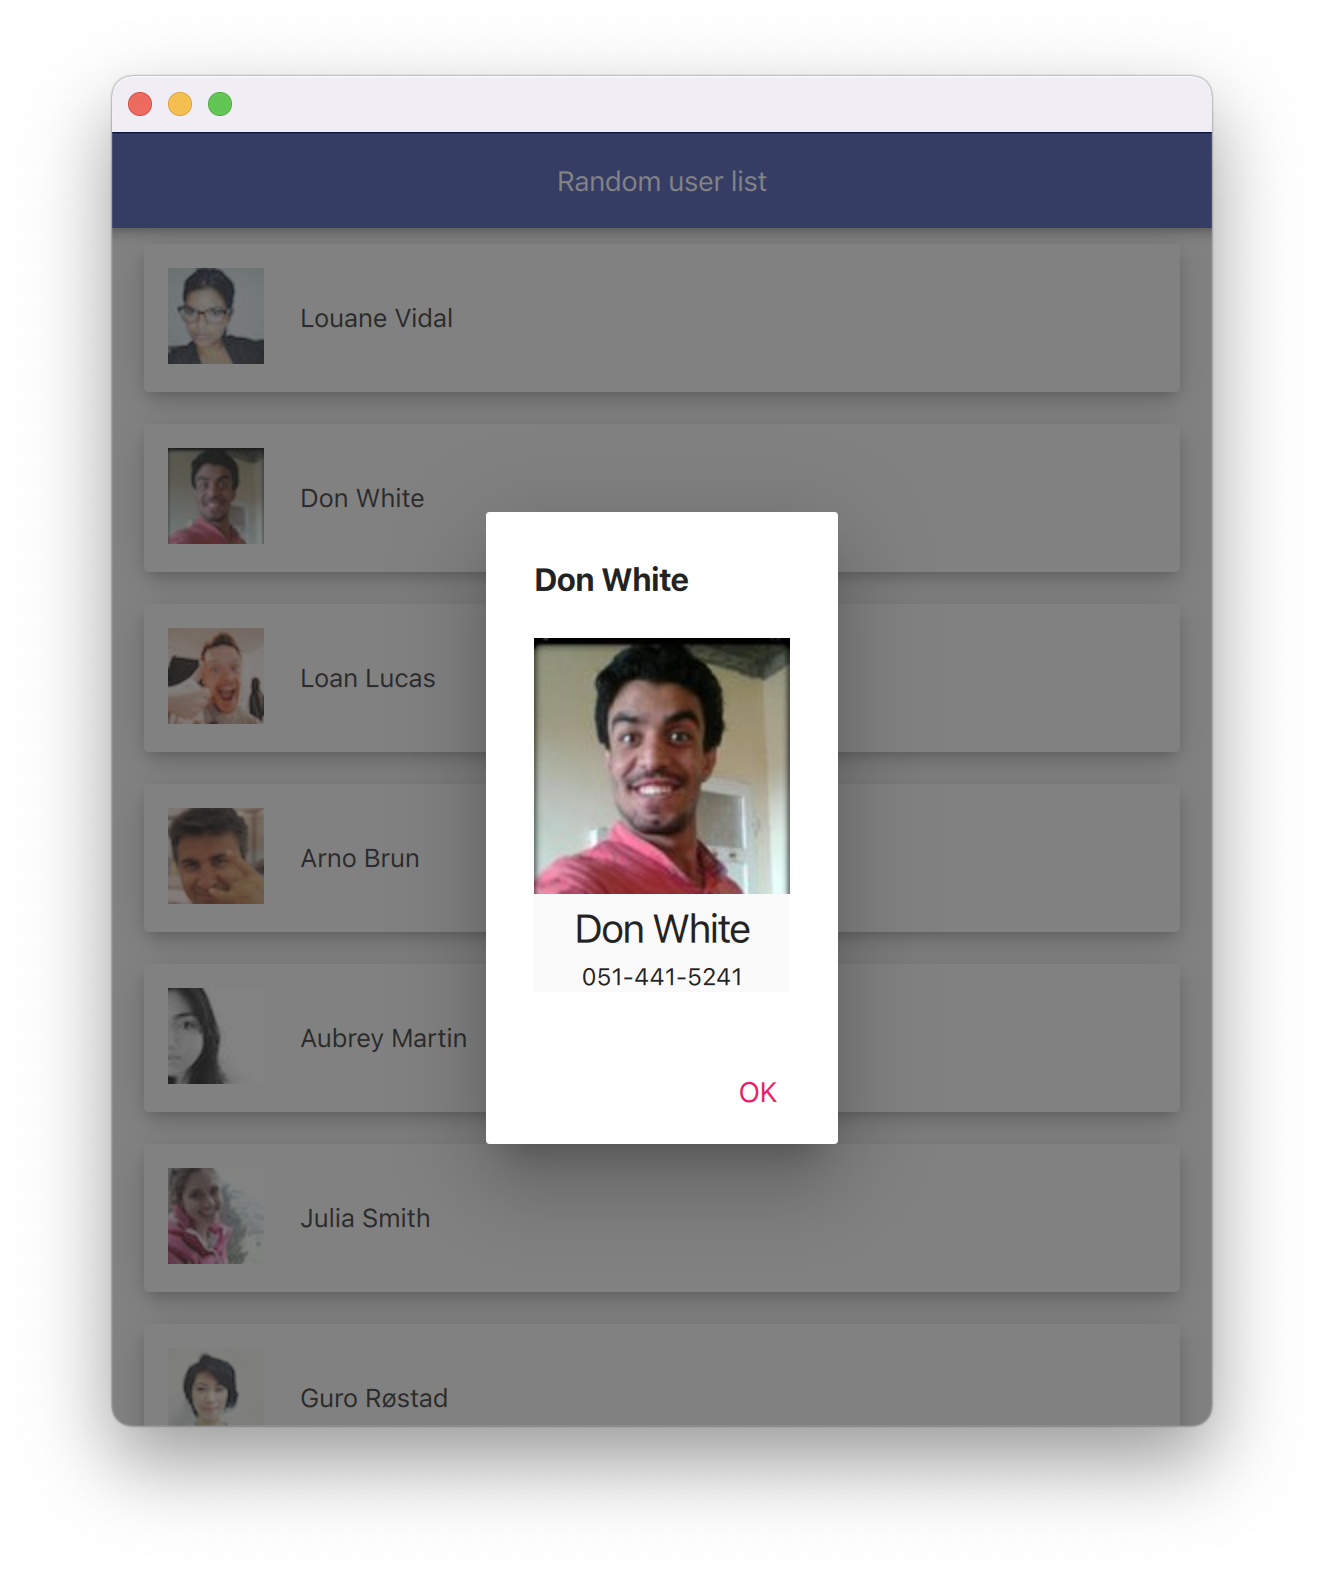 Random user list
Louane Vidal
Don White
Loan Lucas
Arno Brun
Aubrey Martin
Julia Smith
Guro Røstad
Don White
Don White
051-441-5241
OK